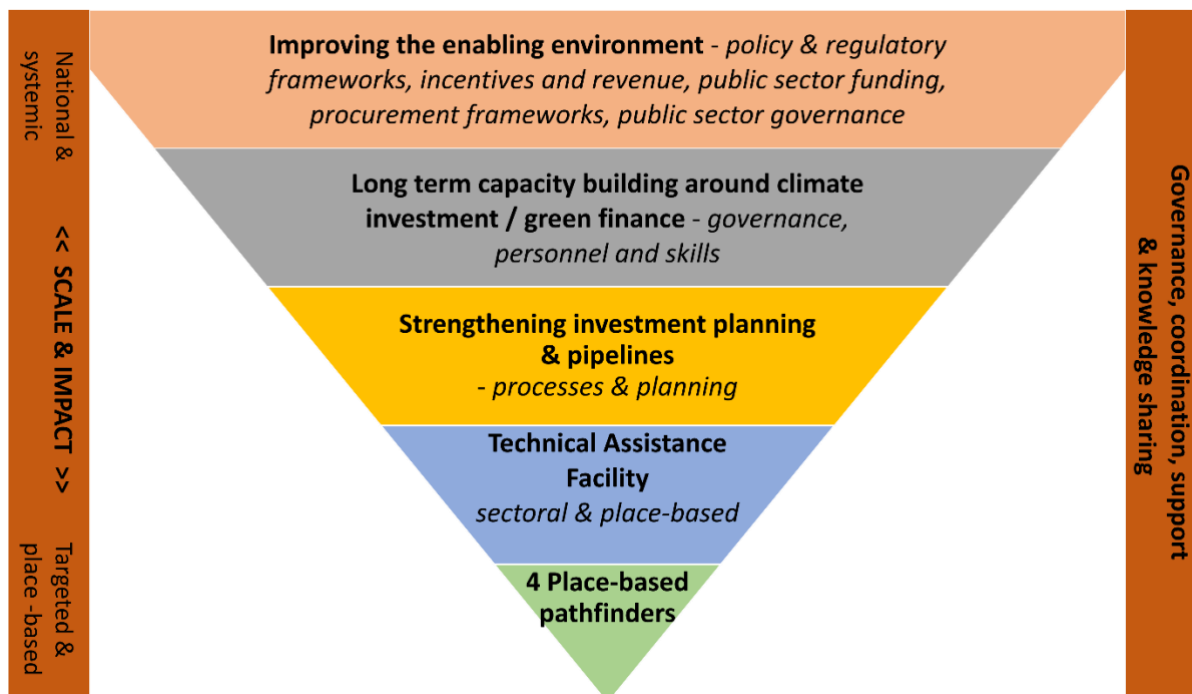 National &
systemic
<< SCALE & IMPACT >>
Targeted &
place -based
Improving the enabling environment - policy & regulatory
frameworks, incentives and revenue, public sector funding,
procurement frameworks, public sector governance
Long term capacity building around climate
investment / green finance - governance,
personnel and skills
Strengthening investment planning
& pipelines
- processes & planning
Technical Assistance
Facility
sectoral & place-based
4 Place-based
pathfinders
Governance, coordination, support
& knowledge sharing